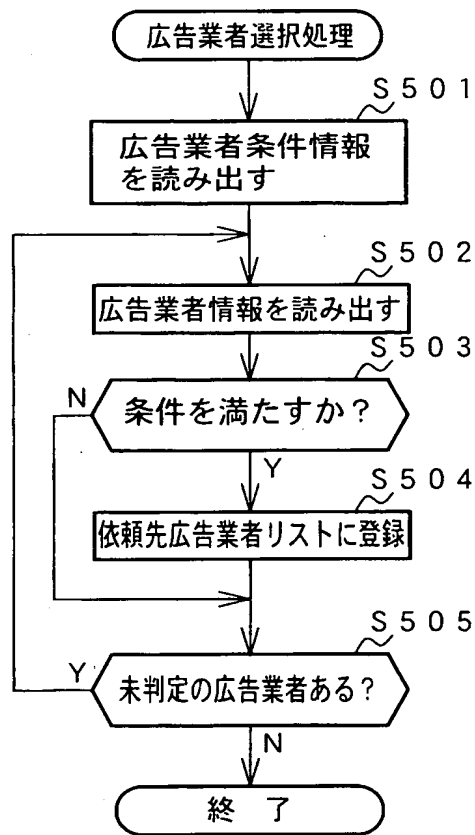 広告業者選択処理
S501
広告業者条件情報
を読み出す
S502
広告業者情報を読み出す
S503
条件を満たすか？
N
Y
S504
依頼先広告業者リストに登録
S505
Y
未判定の広告業者ある？
N
終 了